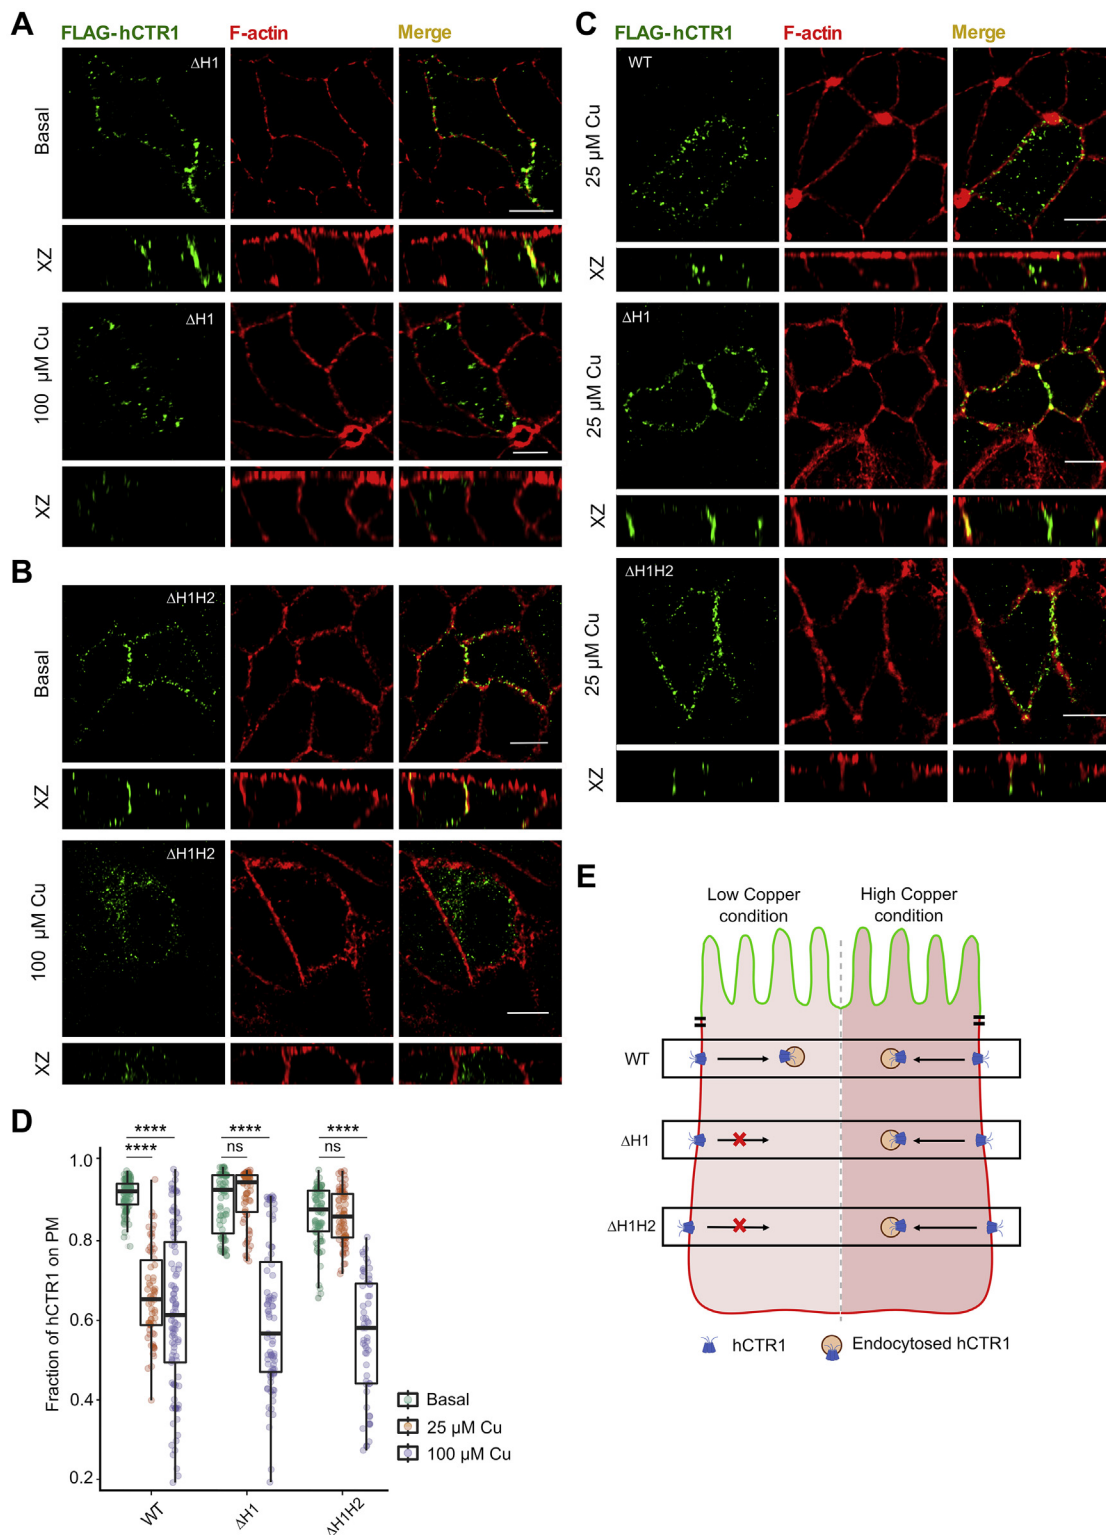 A
FLAG-hCTR1 F-actin Merge
ΔH1
Basal
XZ
ΔH1
100 µM Cu
XZ
B
ΔH1H2
Basal
XZ
ΔH1H2
100 µM Cu
XZ
C
FLAG-hCTR1 F-actin Merge
WT
25 µM Cu
XZ
ΔH1
25 µM Cu
XZ
ΔH1H2
25 µM Cu
XZ
D
**** **** ****
**** ns ns
Fraction of hCTR1 on PM
1.0
0.8
0.6
0.4
0.2
WT ΔH1 ΔH1H2
Basal
25 µM Cu
100 µM Cu
E
Low Copper condition
High Copper condition
WT
ΔH1
ΔH1H2
hCTR1
Endocytosed hCTR1